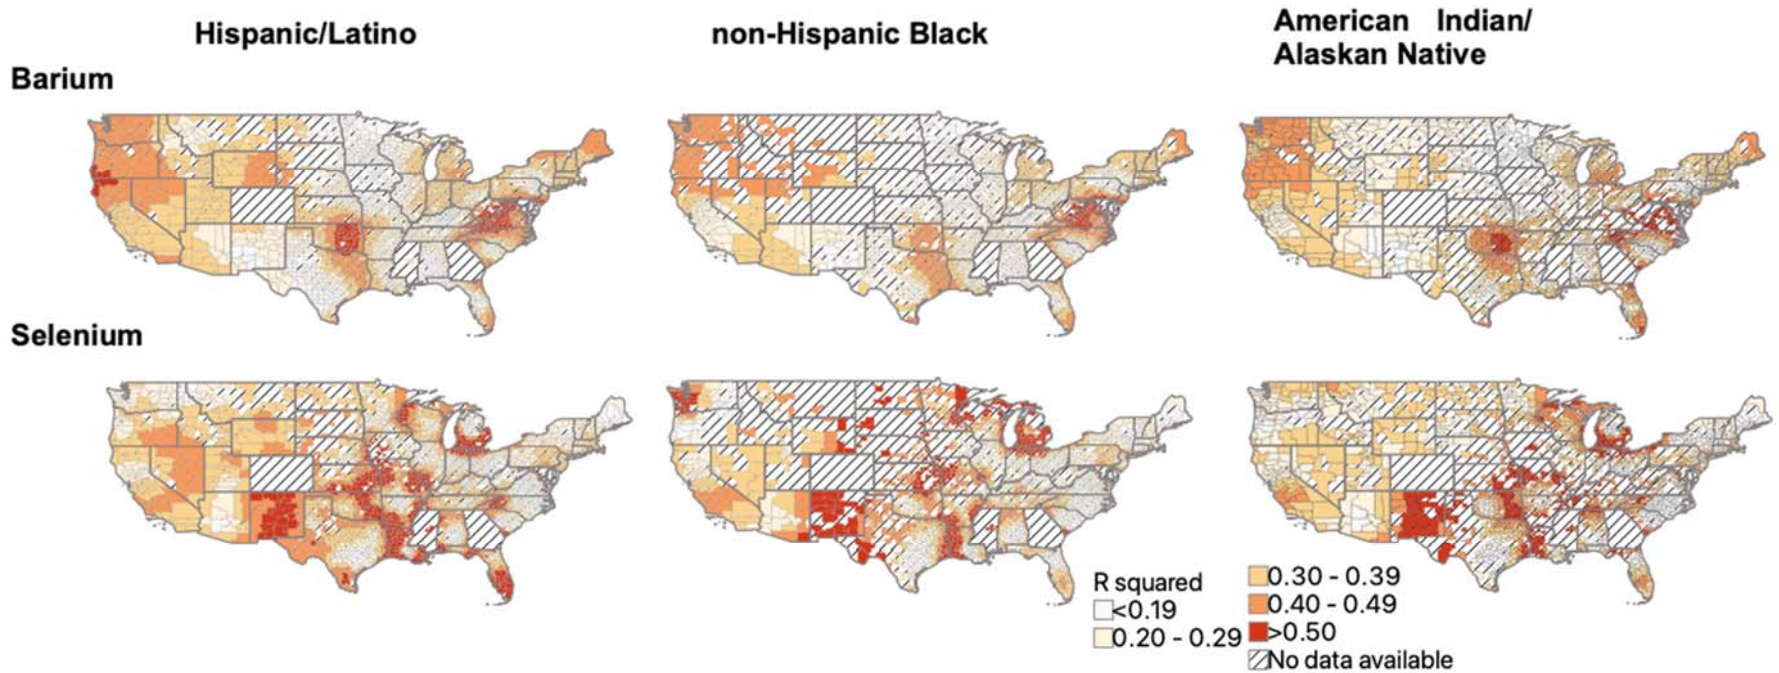 Hispanic/Latino
non-Hispanic Black
American Indian/
Alaskan Native
Barium
Selenium
R squared
<0.19
0.20 - 0.29
0.30 - 0.39
0.40 - 0.49
>0.50
No data available